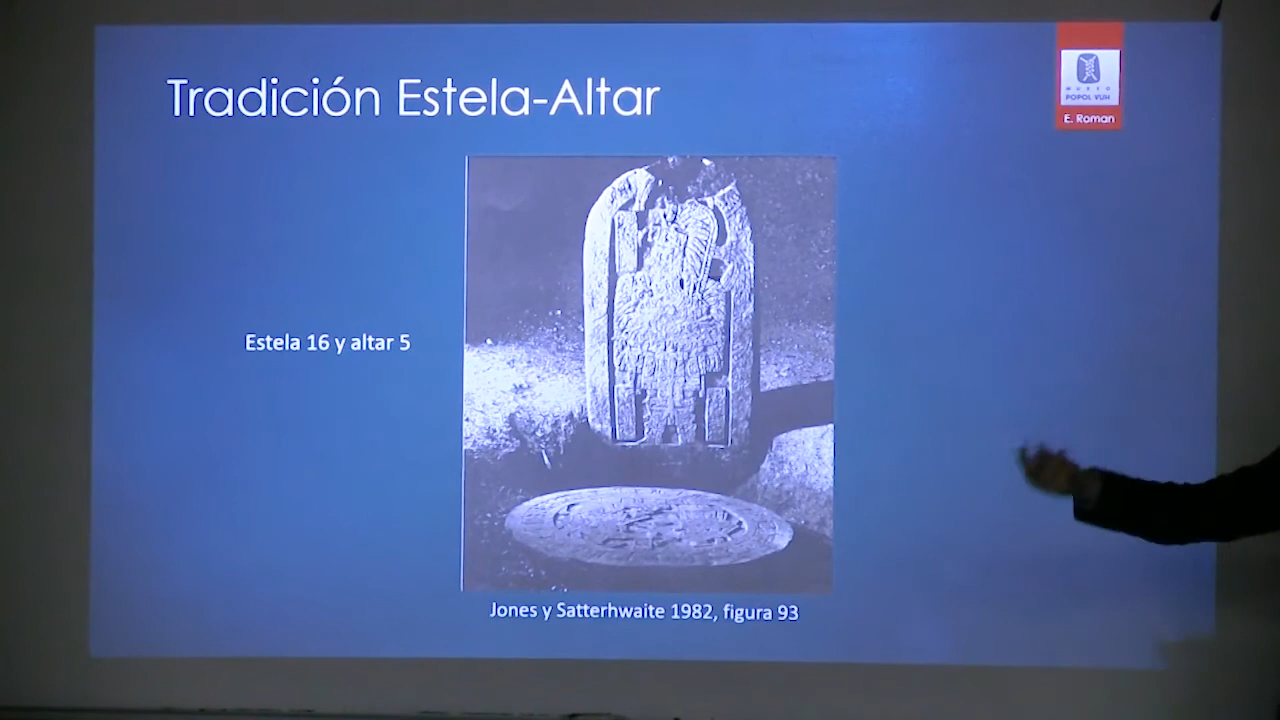 Tradición Estela-Altar
MUSEO
POPOL VUH
E. Roman
Estela 16 y altar 5
Jones y Satterhwaite 1982, figura 93